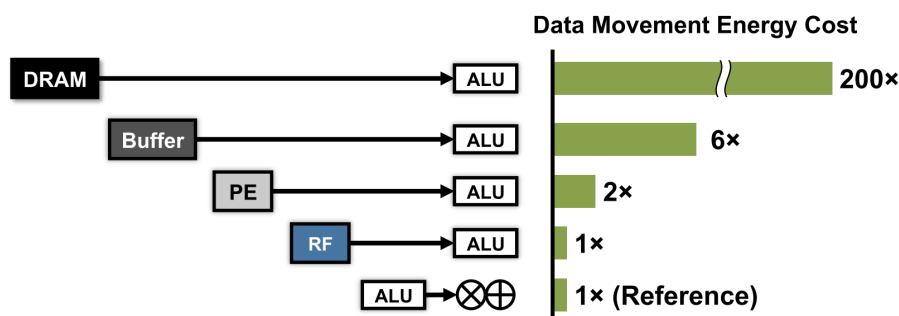 Data Movement Energy Cost
DRAM ALU 200×
Buffer ALU 6×
PE ALU 2×
RF ALU 1×
ALU 1× (Reference)